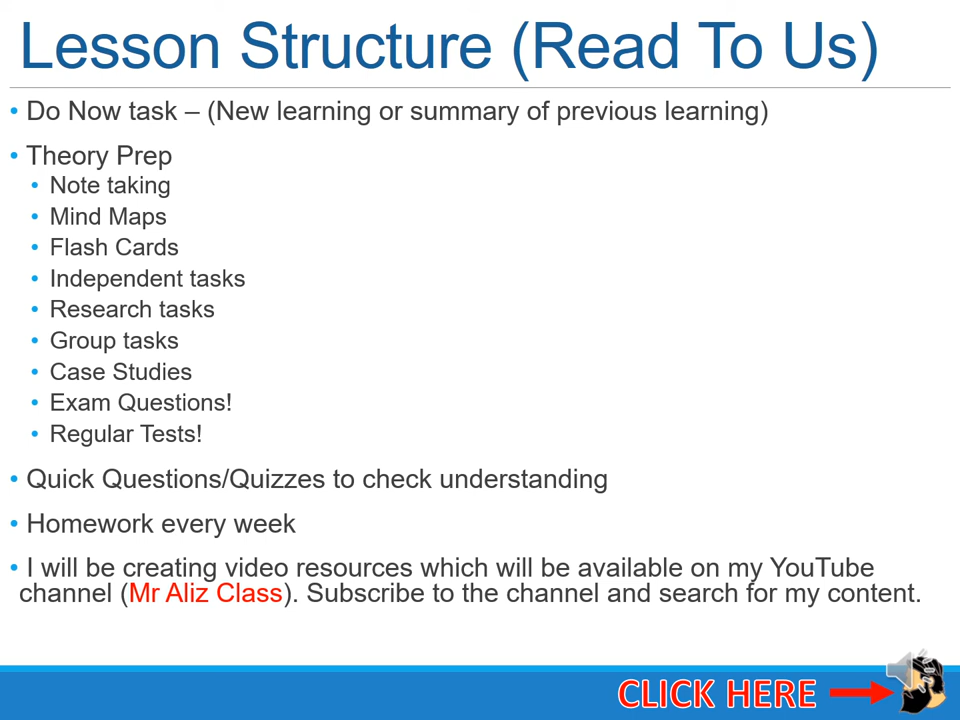 Lesson Structure (Read To Us)
• Do Now task – (New learning or summary of previous learning)
• Theory Prep
• Note taking
• Mind Maps
• Flash Cards
• Independent tasks
• Research tasks
• Group tasks
• Case Studies
• Exam Questions!
• Regular Tests!
• Quick Questions/Quizzes to check understanding
• Homework every week
• I will be creating video resources which will be available on my YouTube
channel (Mr Aliz Class). Subscribe to the channel and search for my content.
CLICK HERE